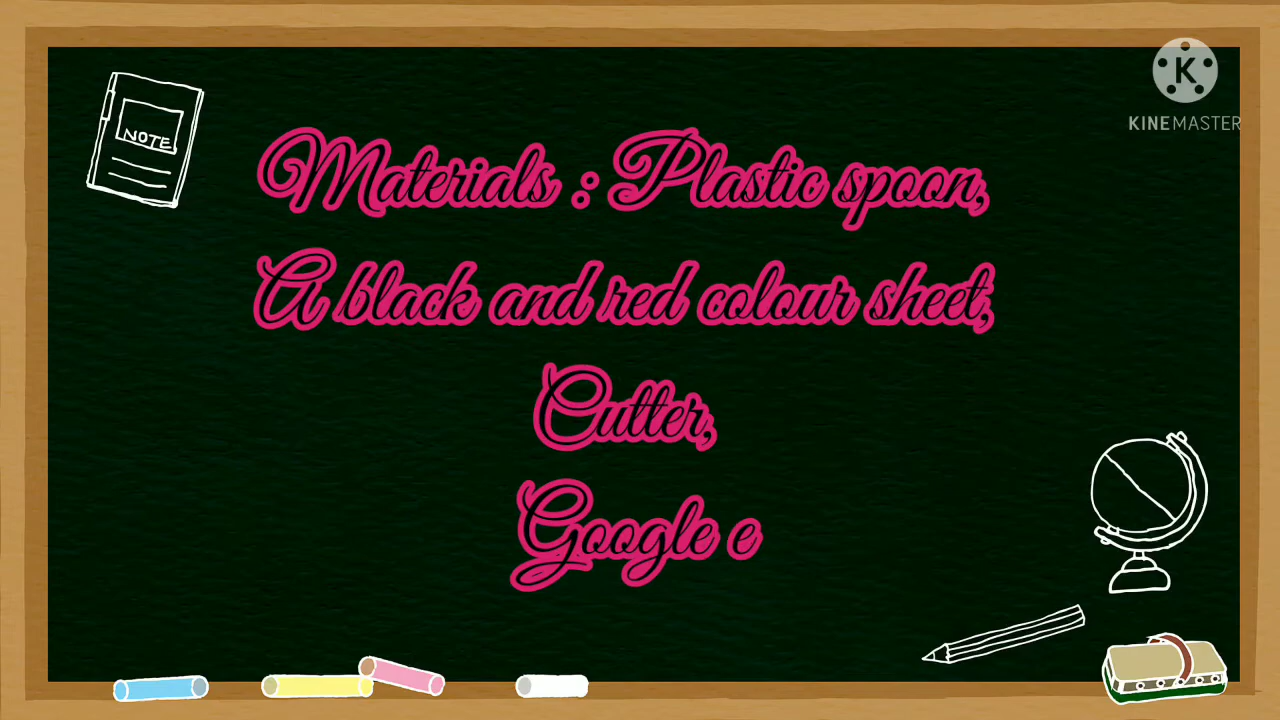 NOTE
K
KINEMASTER
Materials : Plastic spoon,
A black and red colour sheet,
Cutter,
Google e